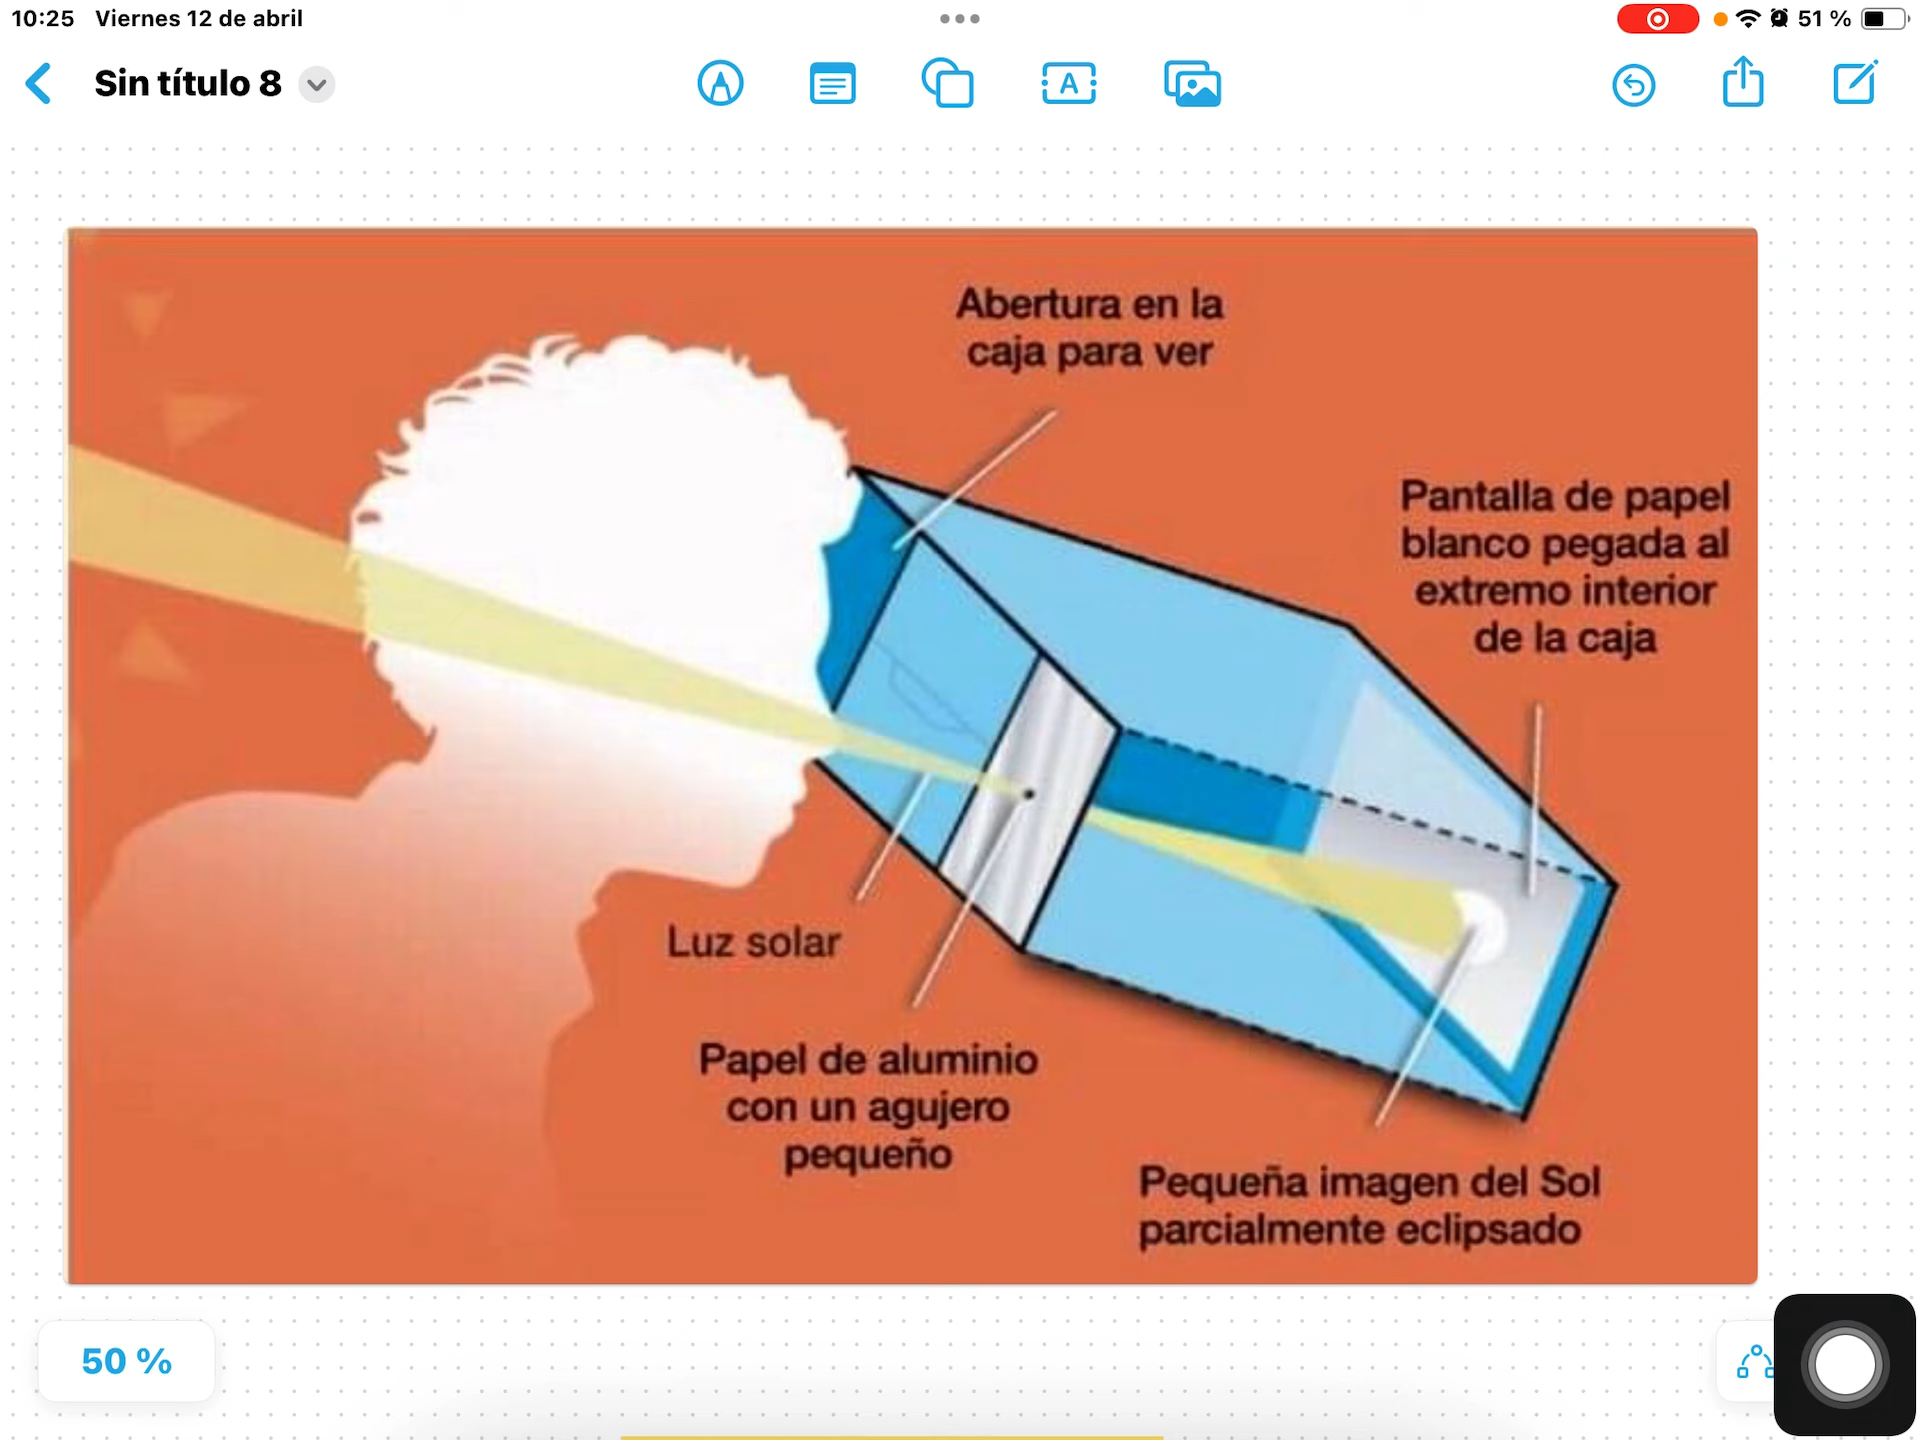 10:25 Viernes 12 de abril
51 %
Sin título 8
A
Abertura en la
caja para ver
Pantalla de papel
blanco pegada al
extremo interior
de la caja
Luz solar
Papel de aluminio
con un agujero
pequeño
Pequeña imagen del Sol
parcialmente eclipsado
50 %